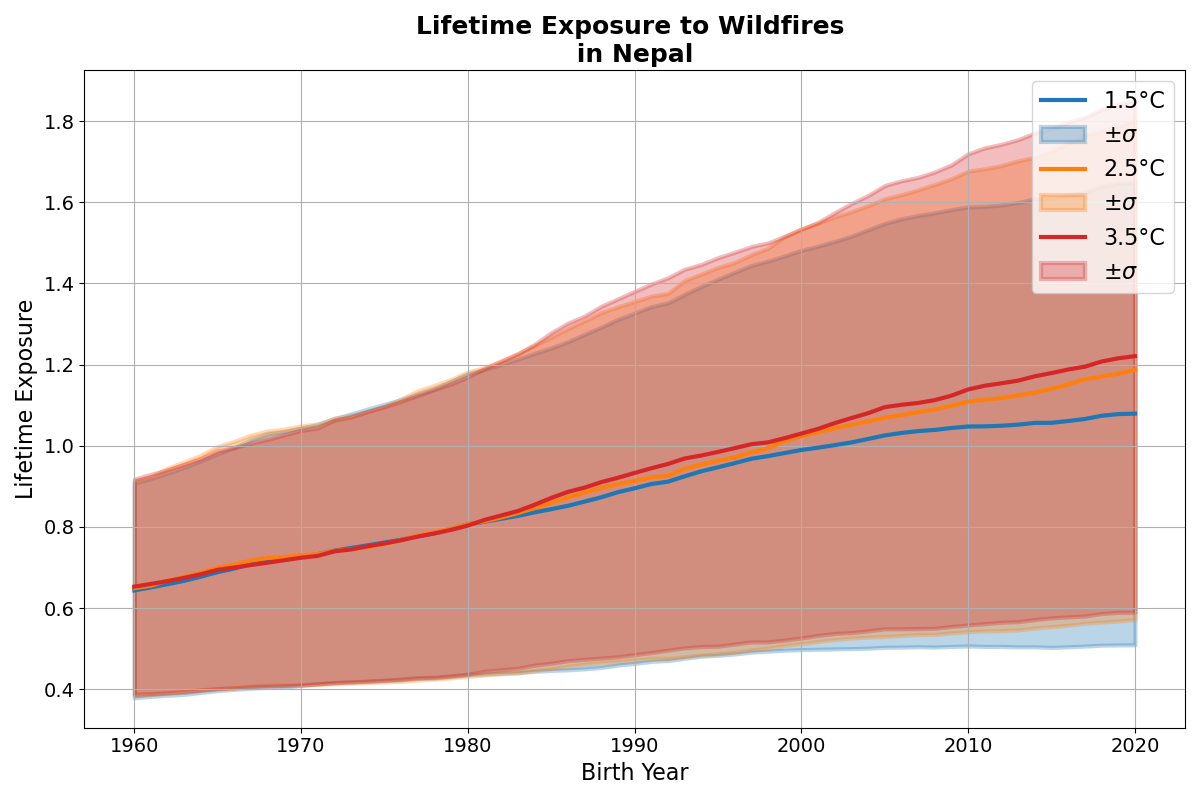 Lifetime Exposure to Wildfires
in Nepal
Lifetime Exposure
1.8
1.6
1.4
1.2
1.0
0.8
0.6
0.4
1960
1970
1980
1990
2000
2010
2020
Birth Year
1.5°C
±σ
2.5°C
±σ
3.5°C
±σ